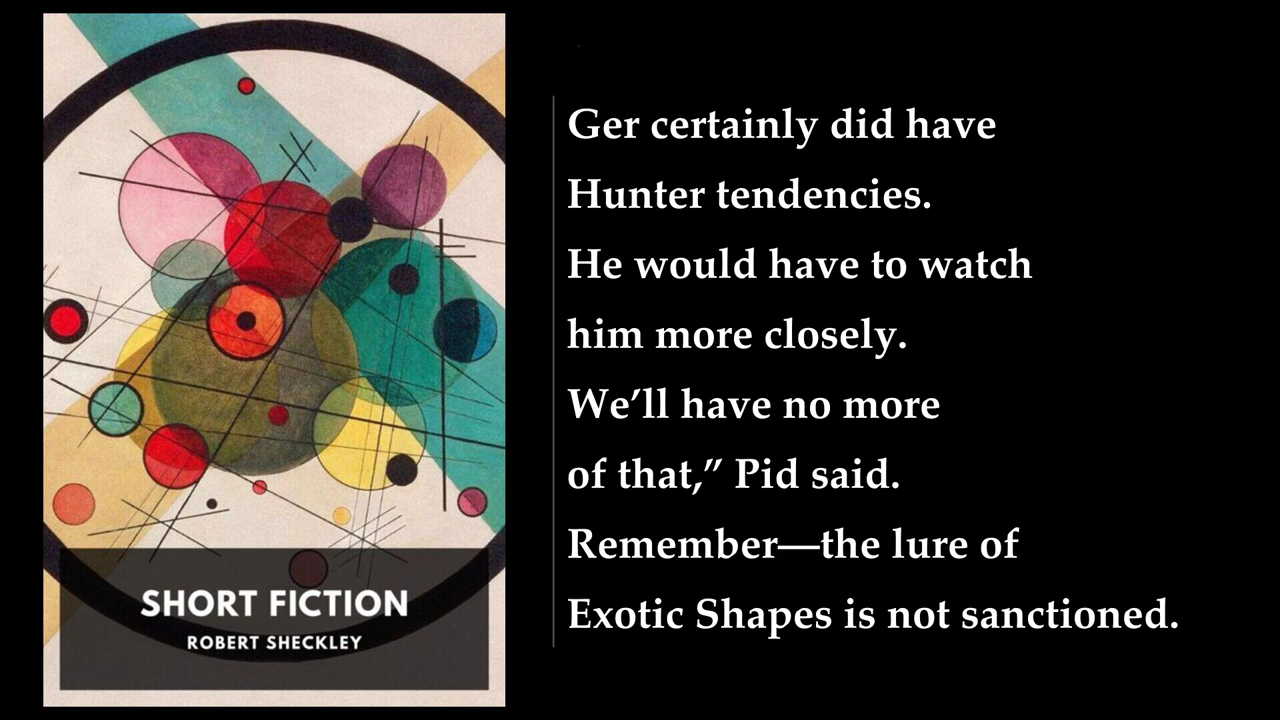 SHORT FICTION
ROBERT SHECKLEY
Ger certainly did have
Hunter tendencies.
He would have to watch
him more closely.
We’ll have no more
of that,” Pid said.
Remember—the lure of
Exotic Shapes is not sanctioned.